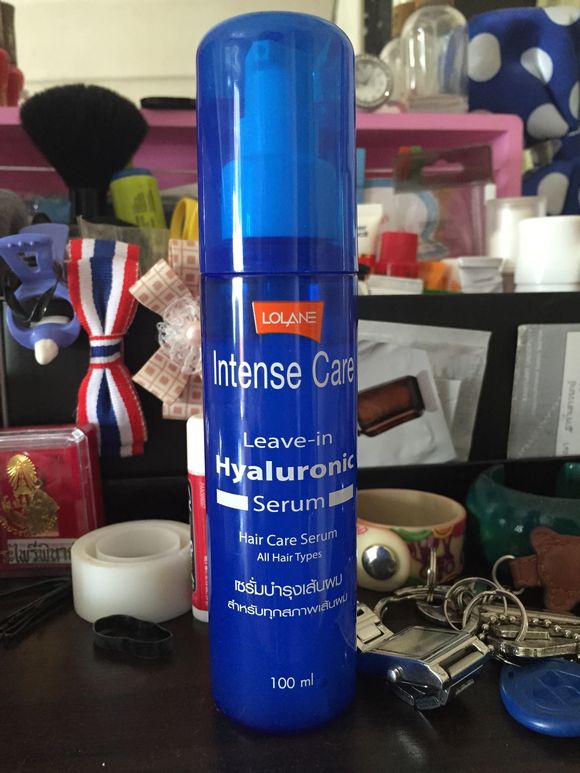 LOLANE
Intense Care
Leave-in
Hyaluronic
Serum
Hair Care Serum
All Hair Types
เซรั่มบำรุงเส้นผม
สำหรับทุกสภาพเส้นผม
100 ml